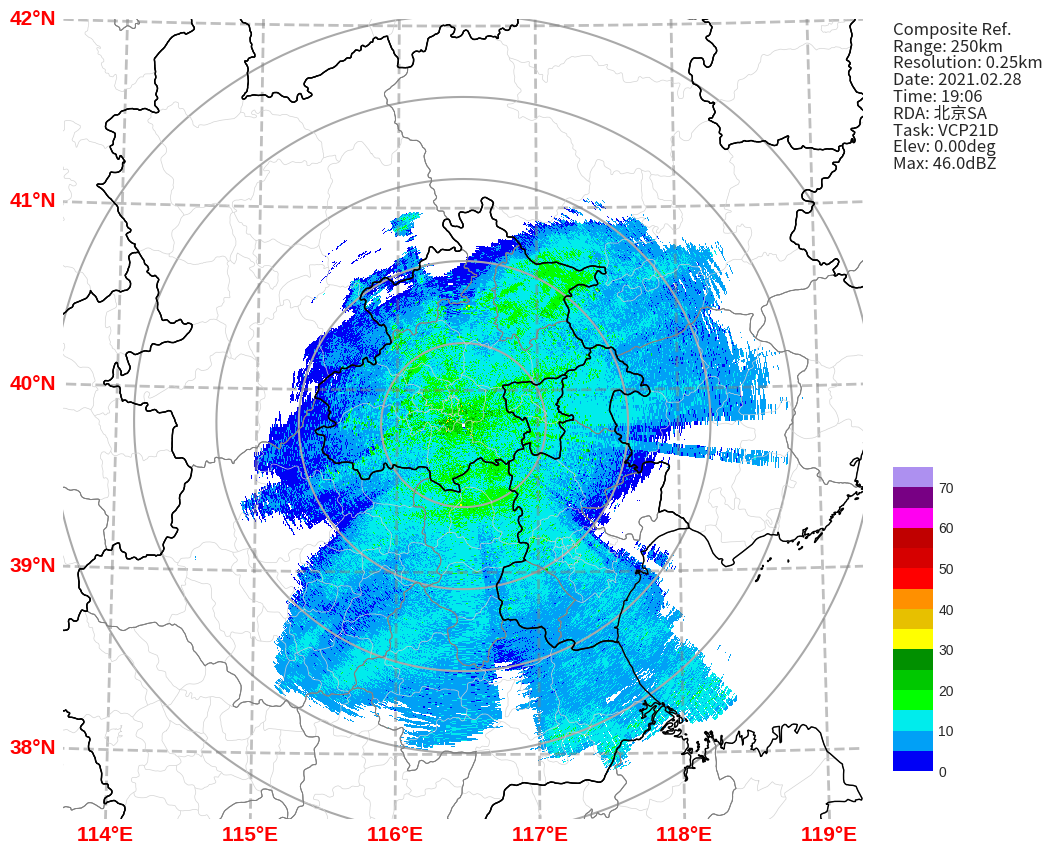 42°N
41°N
40°N
39°N
38°N
114°E
115°E
116°E
117°E
118°E
119°E
Composite Ref.
Range: 250km
Resolution: 0.25km
Date: 2021.02.28
Time: 19:06
RDA: 北京SA
Task: VCP21D
Elev: 0.00deg
Max: 46.0dBZ
70
60
50
40
30
20
10
0